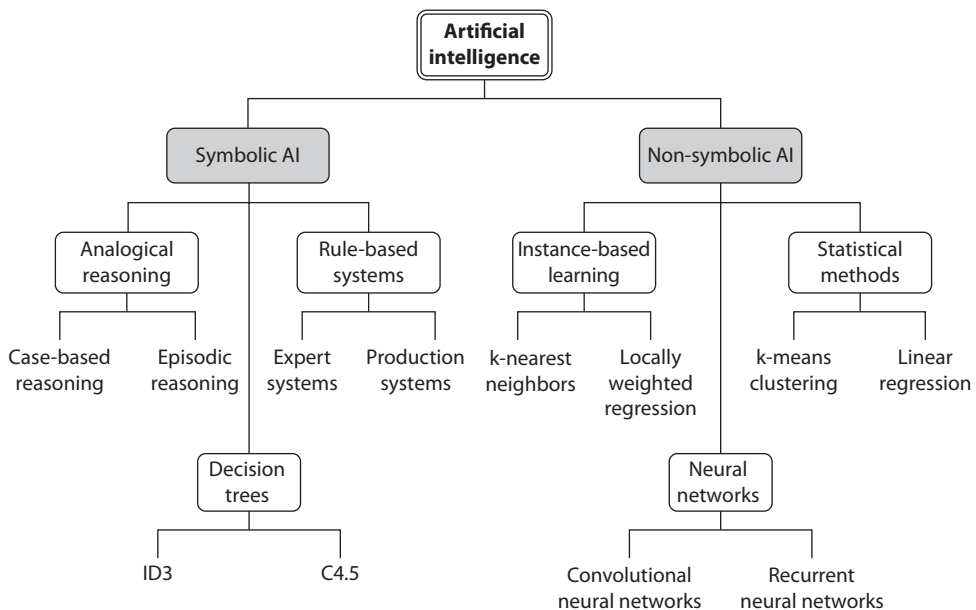 Artificial
intelligence
Symbolic AI
Non-symbolic AI
Analogical
reasoning
Rule-based
systems
Instance-based
learning
Statistical
methods
Case-based
reasoning
Episodic
reasoning
Expert
systems
Production
systems
k-nearest
neighbors
Locally
weighted
regression
k-means
clustering
Linear
regression
Decision
trees
Neural
networks
ID3
C4.5
Convolutional
neural networks
Recurrent
neural networks